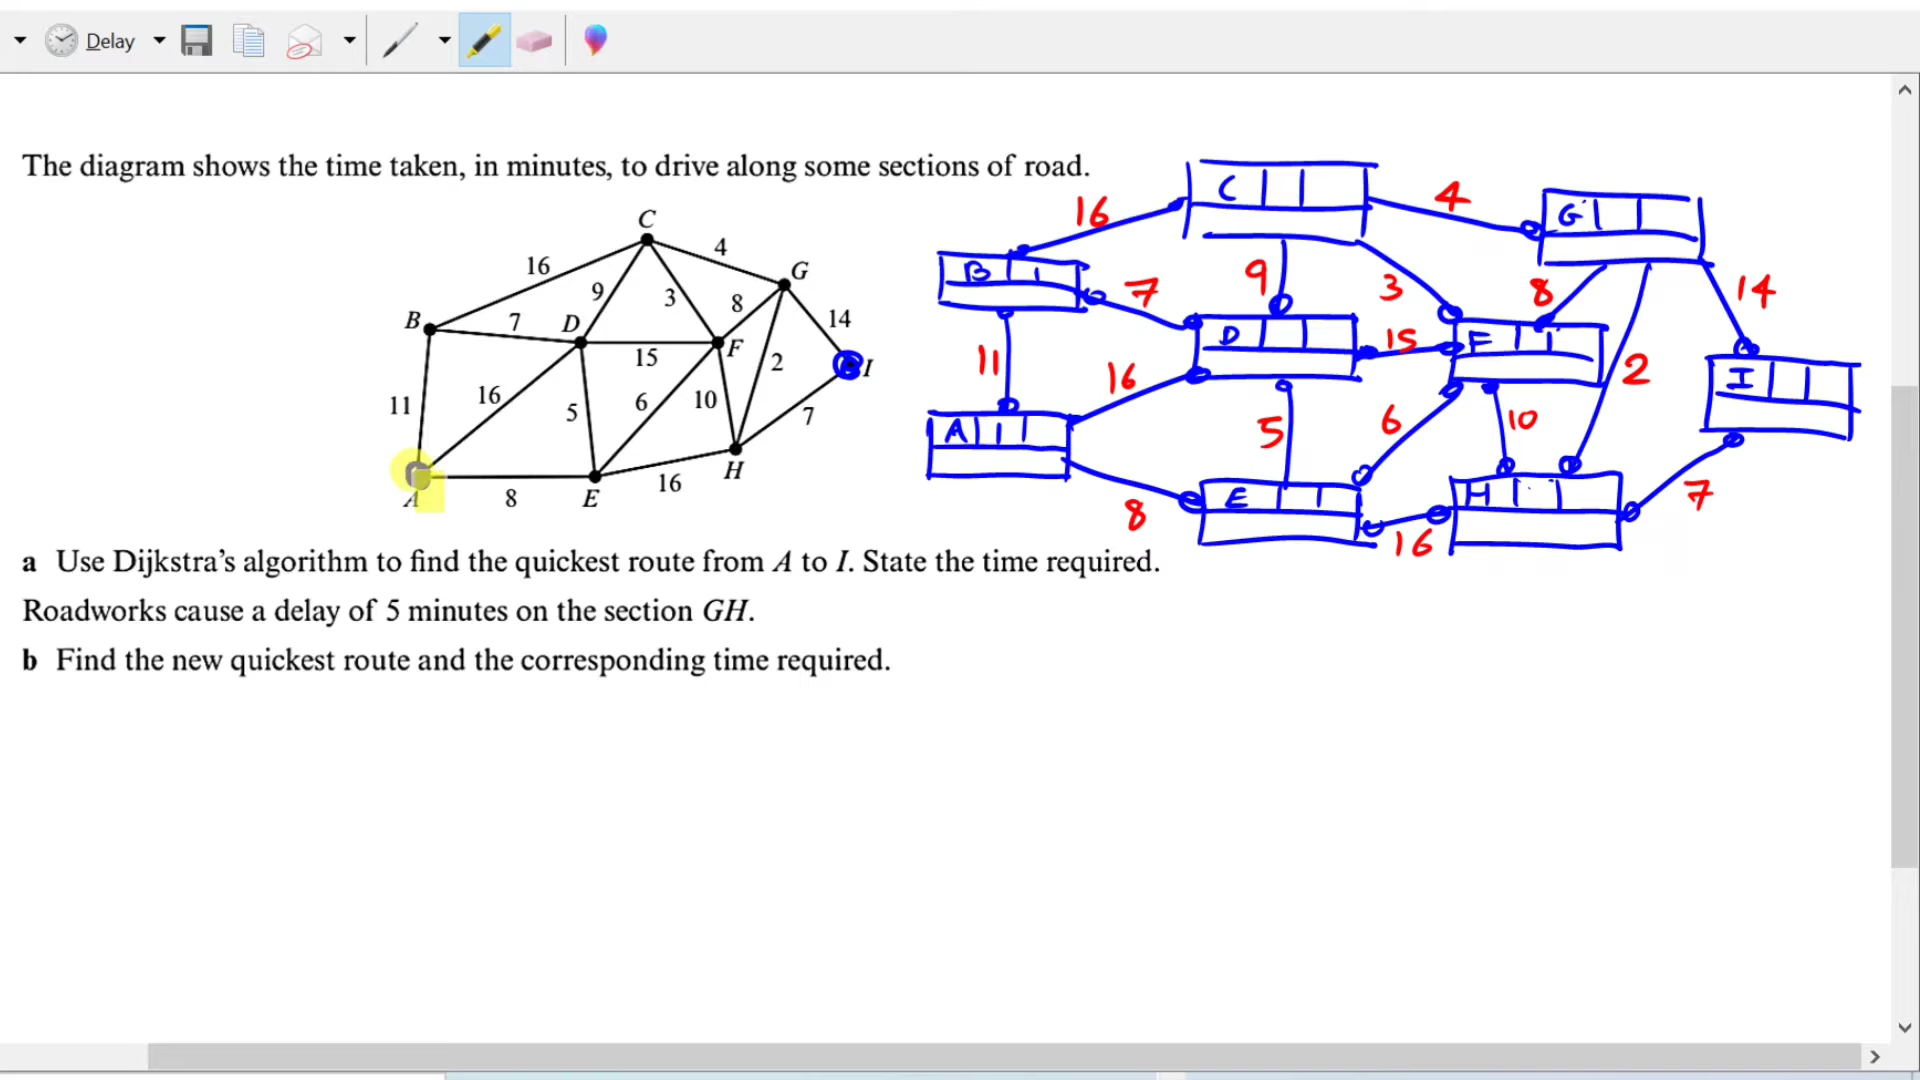 Delay
The diagram shows the time taken, in minutes, to drive along some sections of road.
C
4
G
16
9
3
8
14
B
7
D
F
I
15
2
11
16
5
6
10
7
H
A
8
E
16
C
4
G
16
B
7
9
3
8
14
D
15
F
2
I
11
16
A
5
6
10
8
E
16
H
7
a Use Dijkstra's algorithm to find the quickest route from A to I. State the time required.
Roadworks cause a delay of 5 minutes on the section GH.
b Find the new quickest route and the corresponding time required.